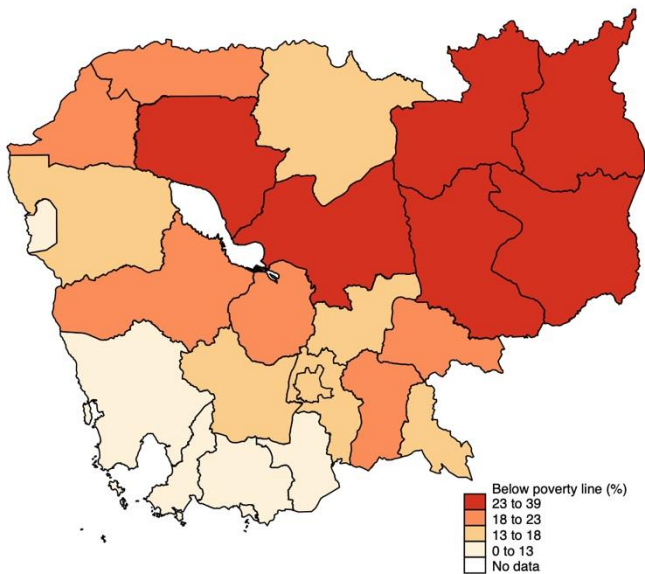 Below poverty line (%)
23 to 39
18 to 23
13 to 18
0 to 13
No data